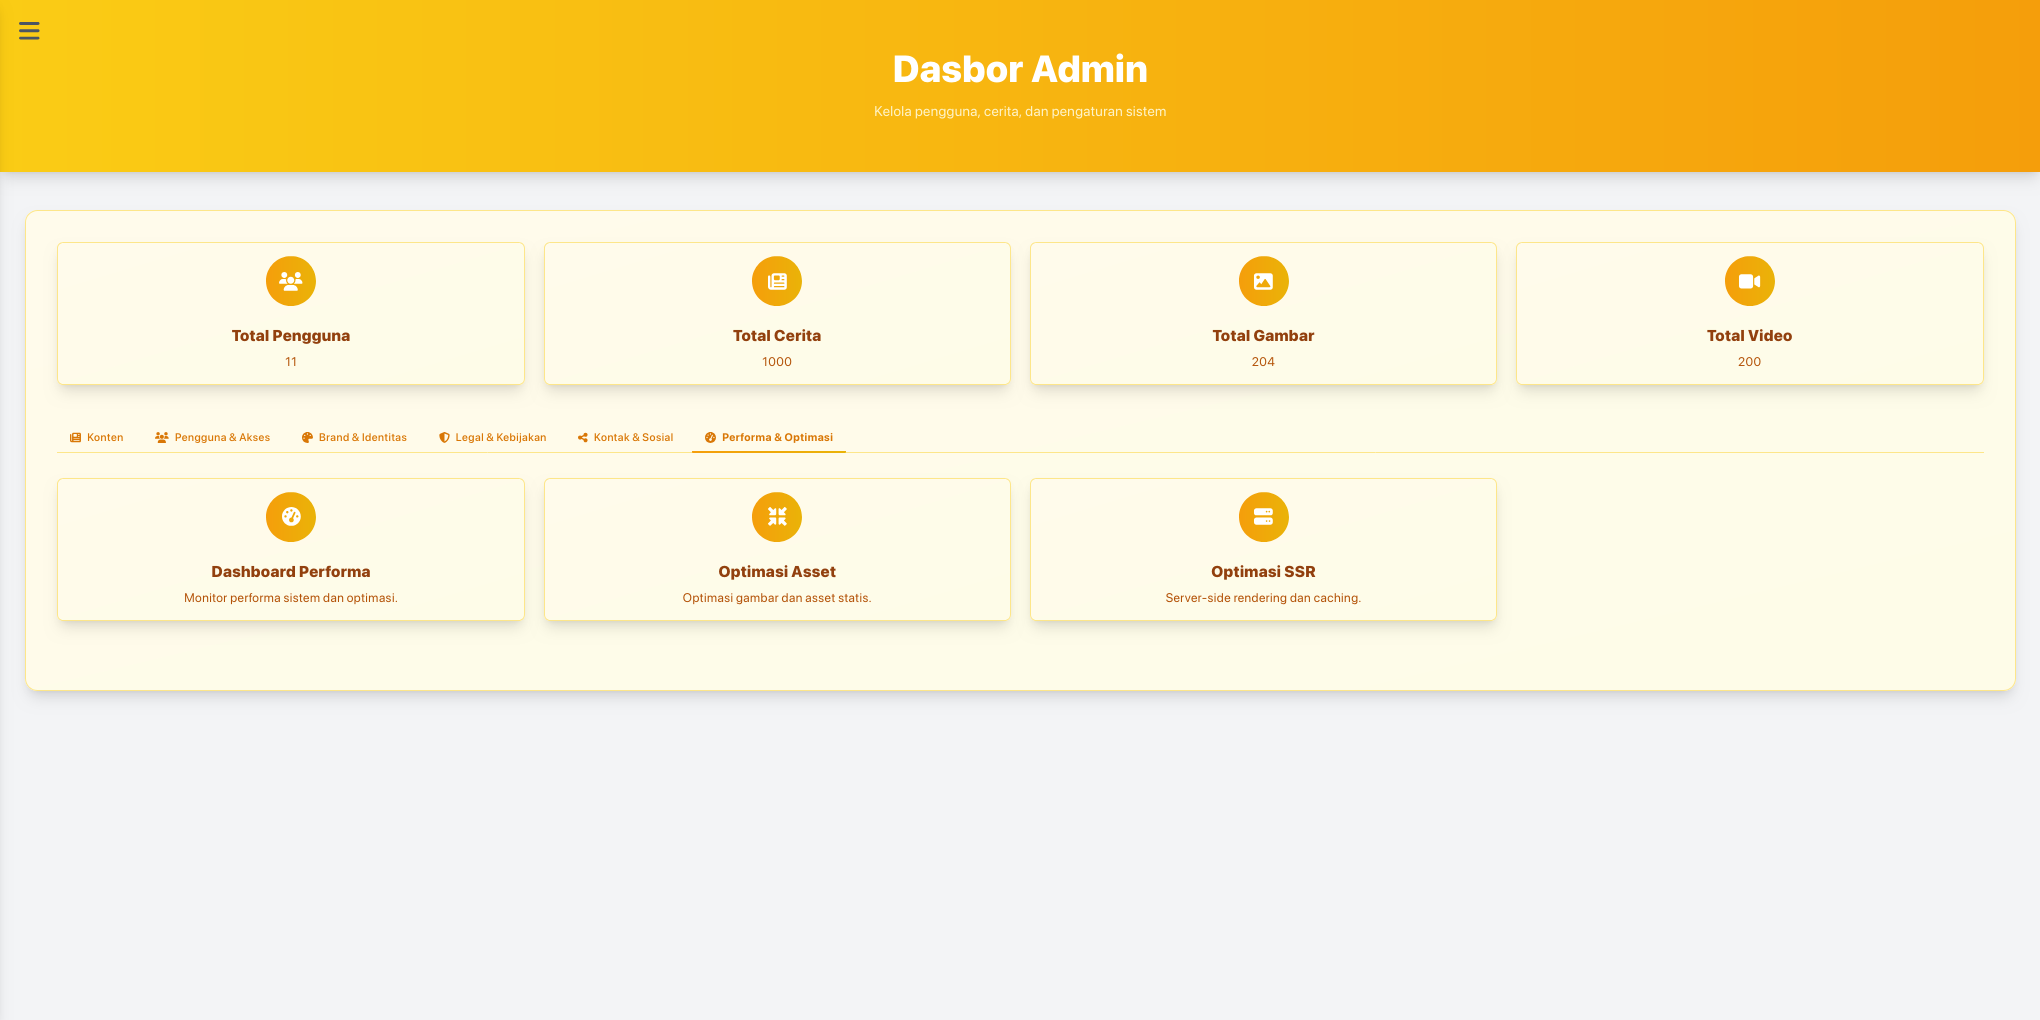 Dasbor Admin
Kelola pengguna, cerita, dan pengaturan sistem
Total Pengguna
11
Total Cerita
1000
Total Gambar
204
Total Video
200
Konten
Pengguna & Akses
Brand & Identitas
Legal & Kebijakan
Kontak & Sosial
Performa & Optimasi
Dashboard Performa
Monitor performa sistem dan optimasi.
Optimasi Asset
Optimasi gambar dan asset statis.
Optimasi SSR
Server-side rendering dan caching.